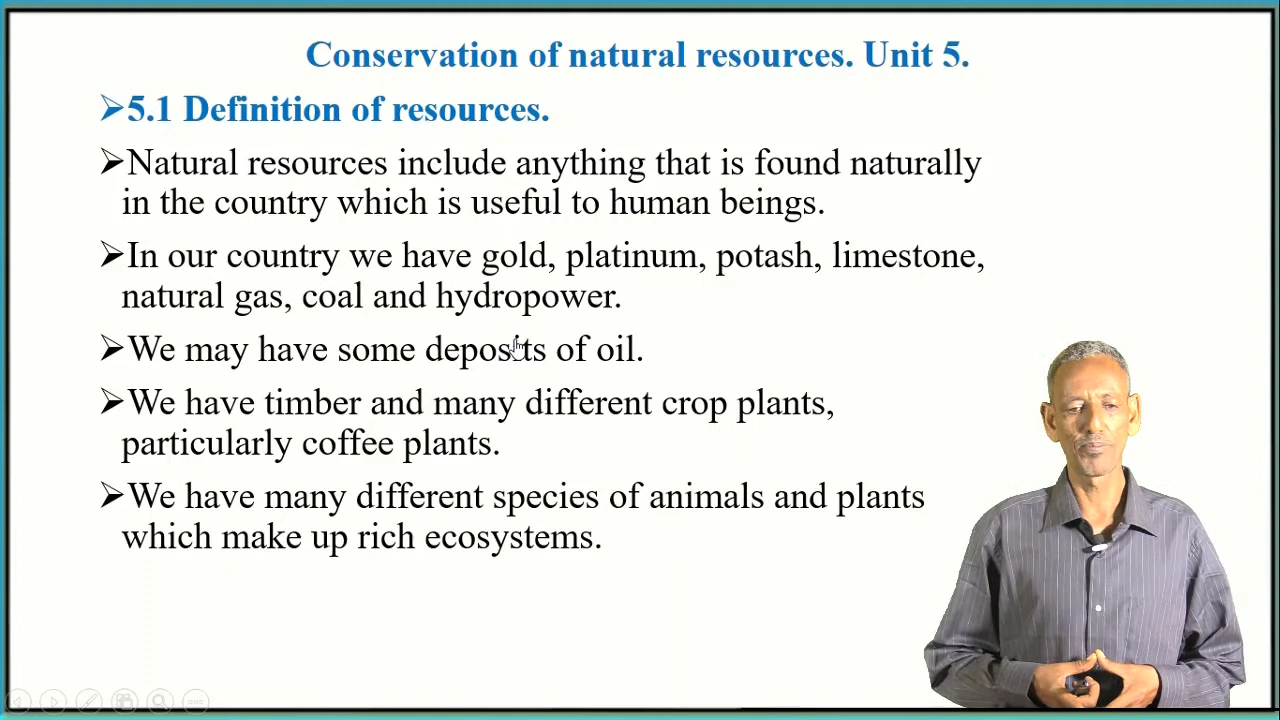 Conservation of natural resources. Unit 5.
➢5.1 Definition of resources.
➢Natural resources include anything that is found naturally
in the country which is useful to human beings.
➢In our country we have gold, platinum, potash, limestone,
natural gas, coal and hydropower.
➢We may have some deposits of oil.
➢We have timber and many different crop plants,
particularly coffee plants.
➢We have many different species of animals and plants
which make up rich ecosystems.